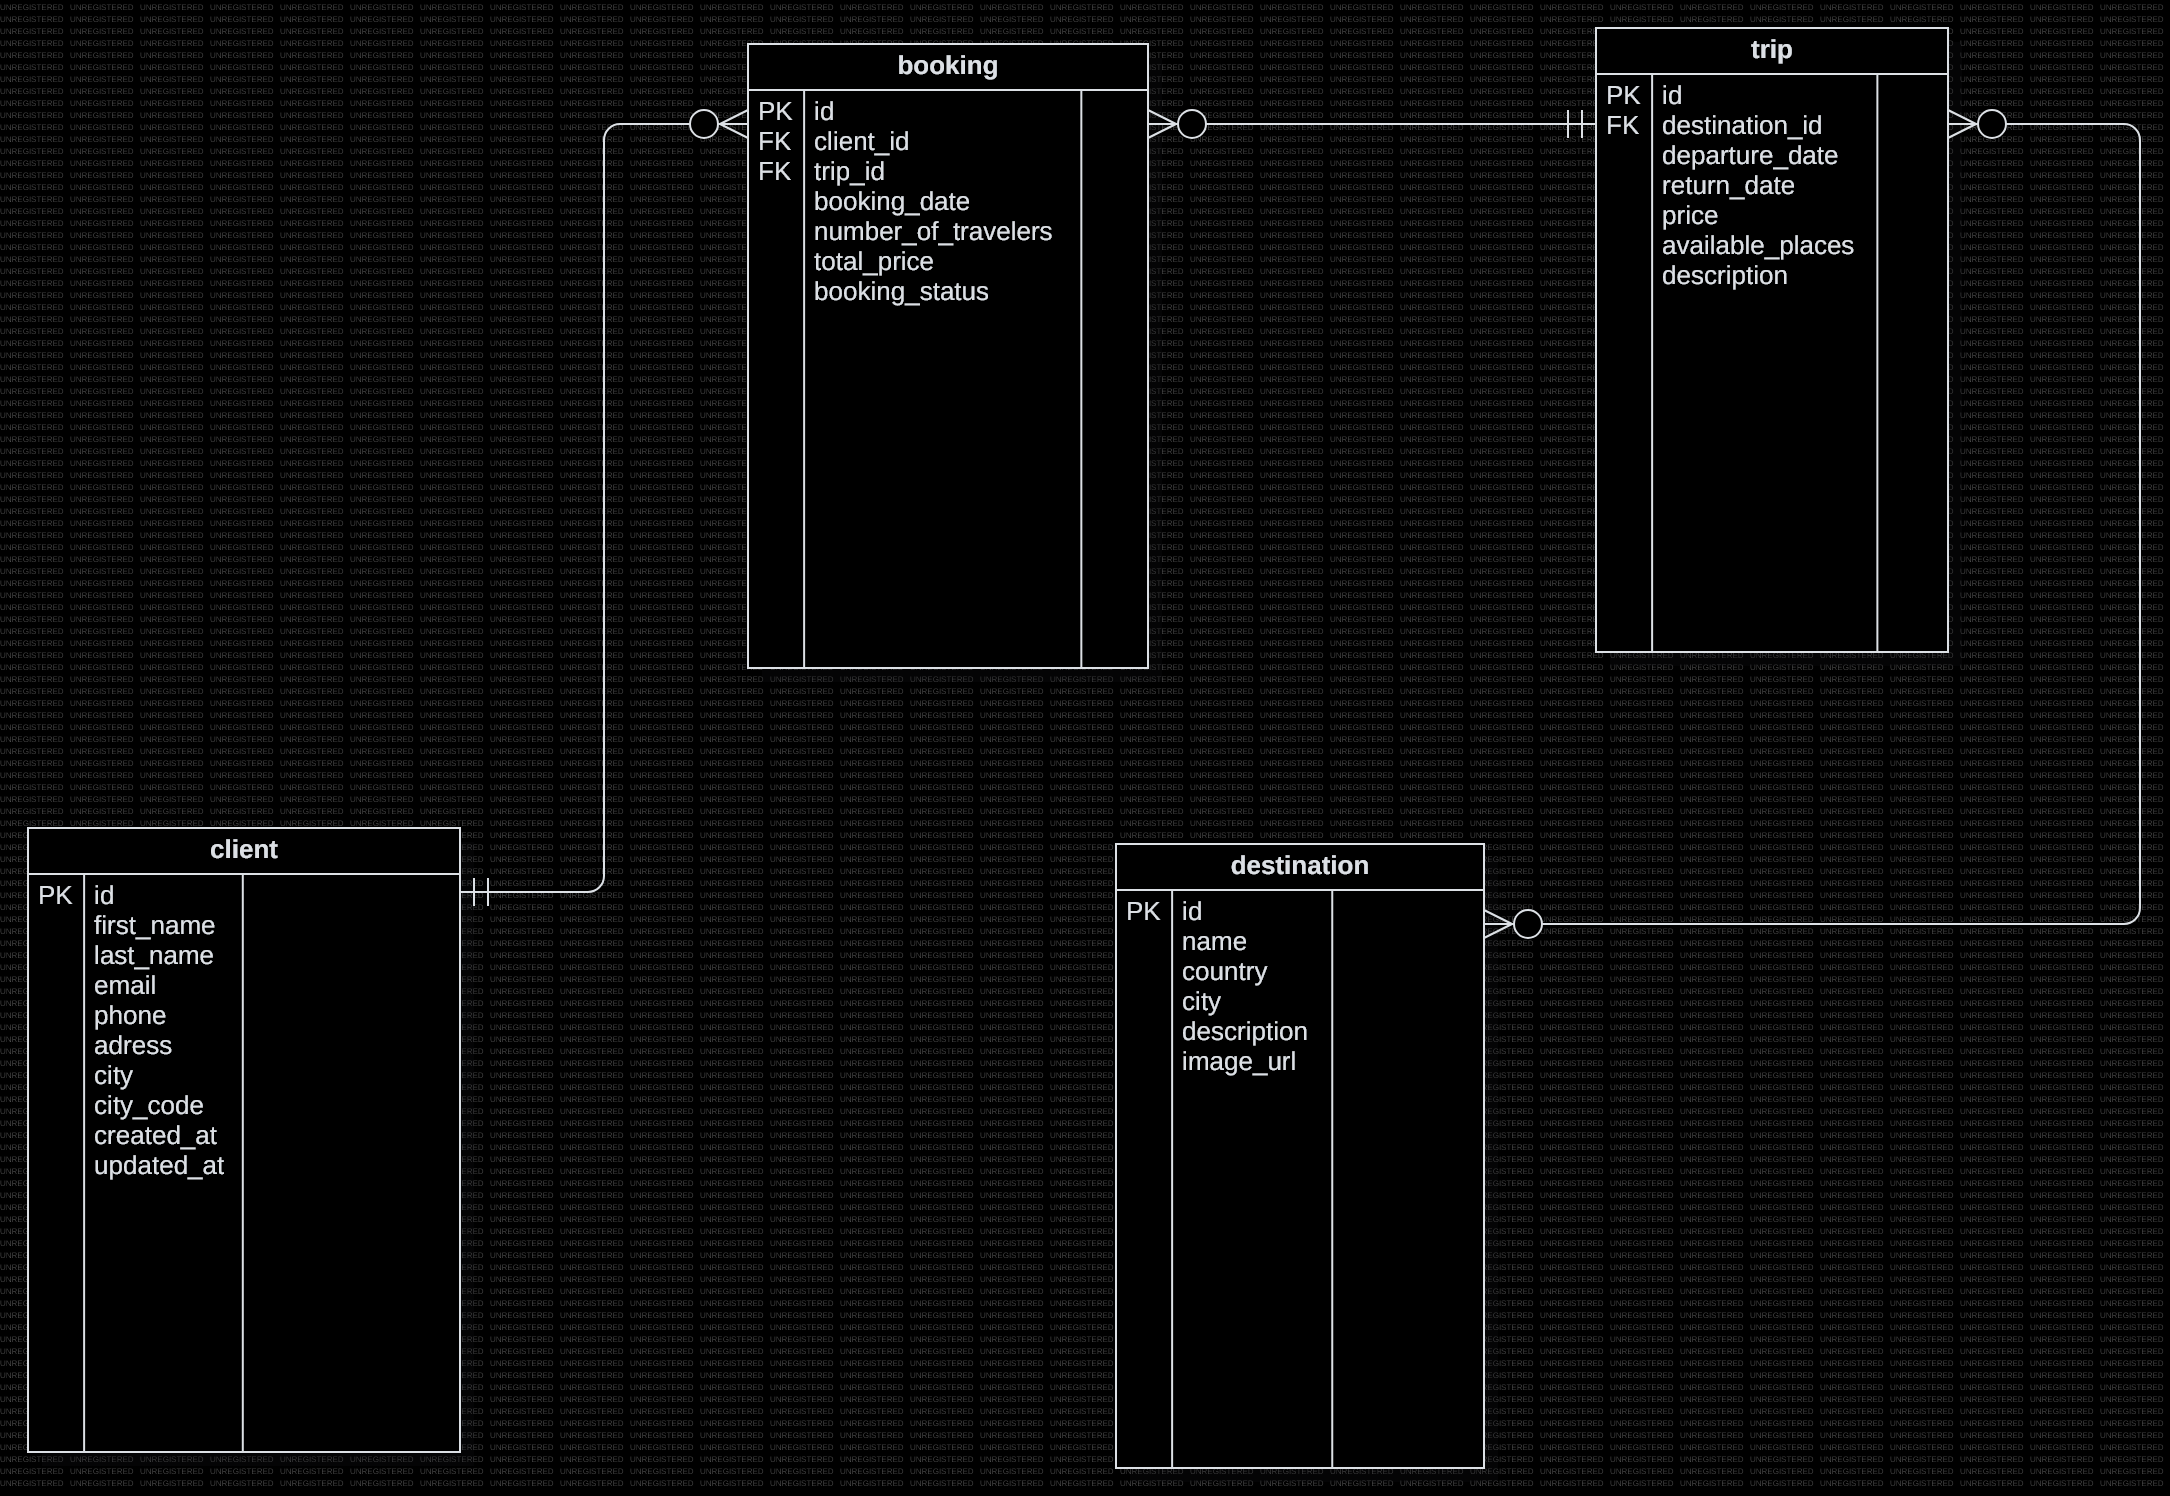 booking
PK id
FK client_id
FK trip_id
booking_date
number_of_travelers
total_price
booking_status
trip
PK id
FK destination_id
departure_date
return_date
price
available_places
description
client
PK id
first_name
last_name
email
phone
adress
city
city_code
created_at
updated_at
destination
PK id
name
country
city
description
image_url
UNREGISTERED